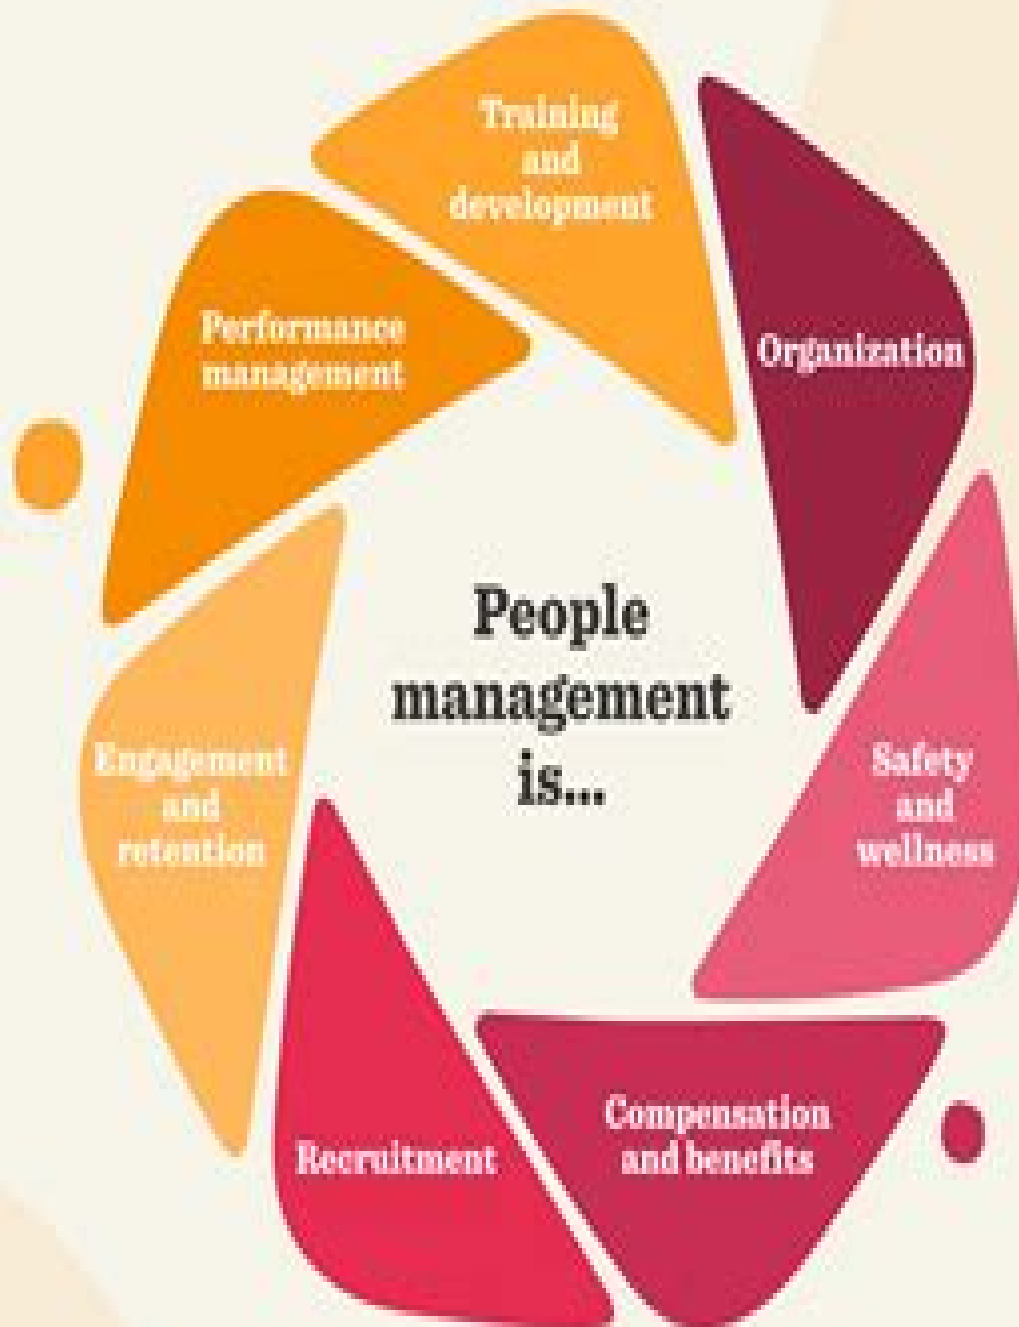 Training
and
development
Organization
Performance
management
People
management
is...
Engagement
and
retention
Safety
and
wellness
Recruitment
Compensation
and benefits